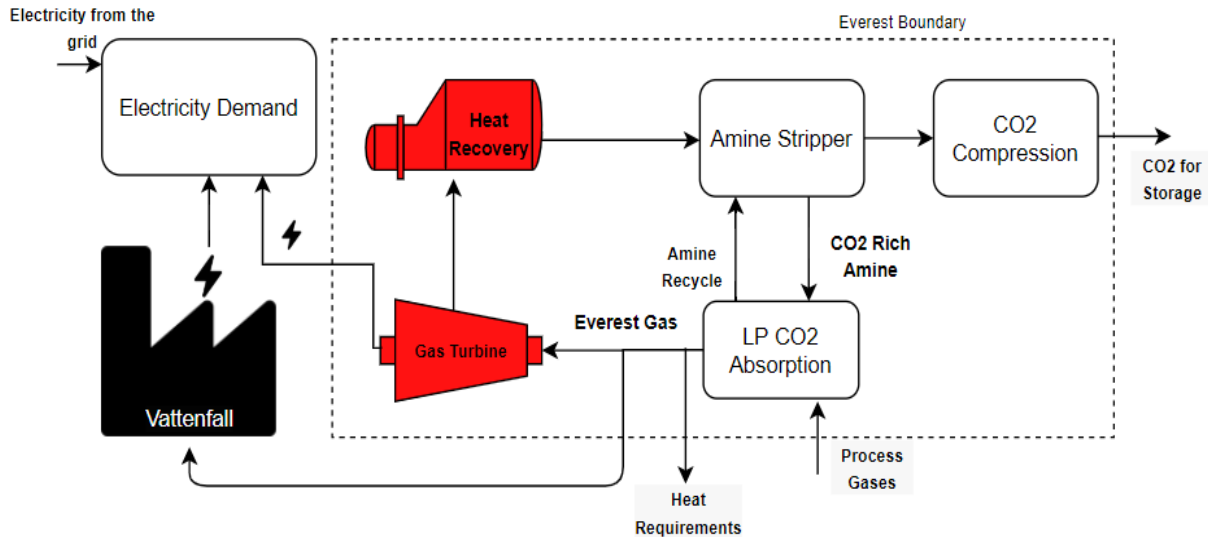 Electricity from the
grid
Everest Boundary
Electricity Demand
Heat
Recovery
Amine Stripper
CO2
Compression
CO2 for
Storage
Amine
Recycle
CO2 Rich
Amine
Everest Gas
Gas Turbine
LP CO2
Absorption
Vattenfall
Process
Gases
Heat
Requirements